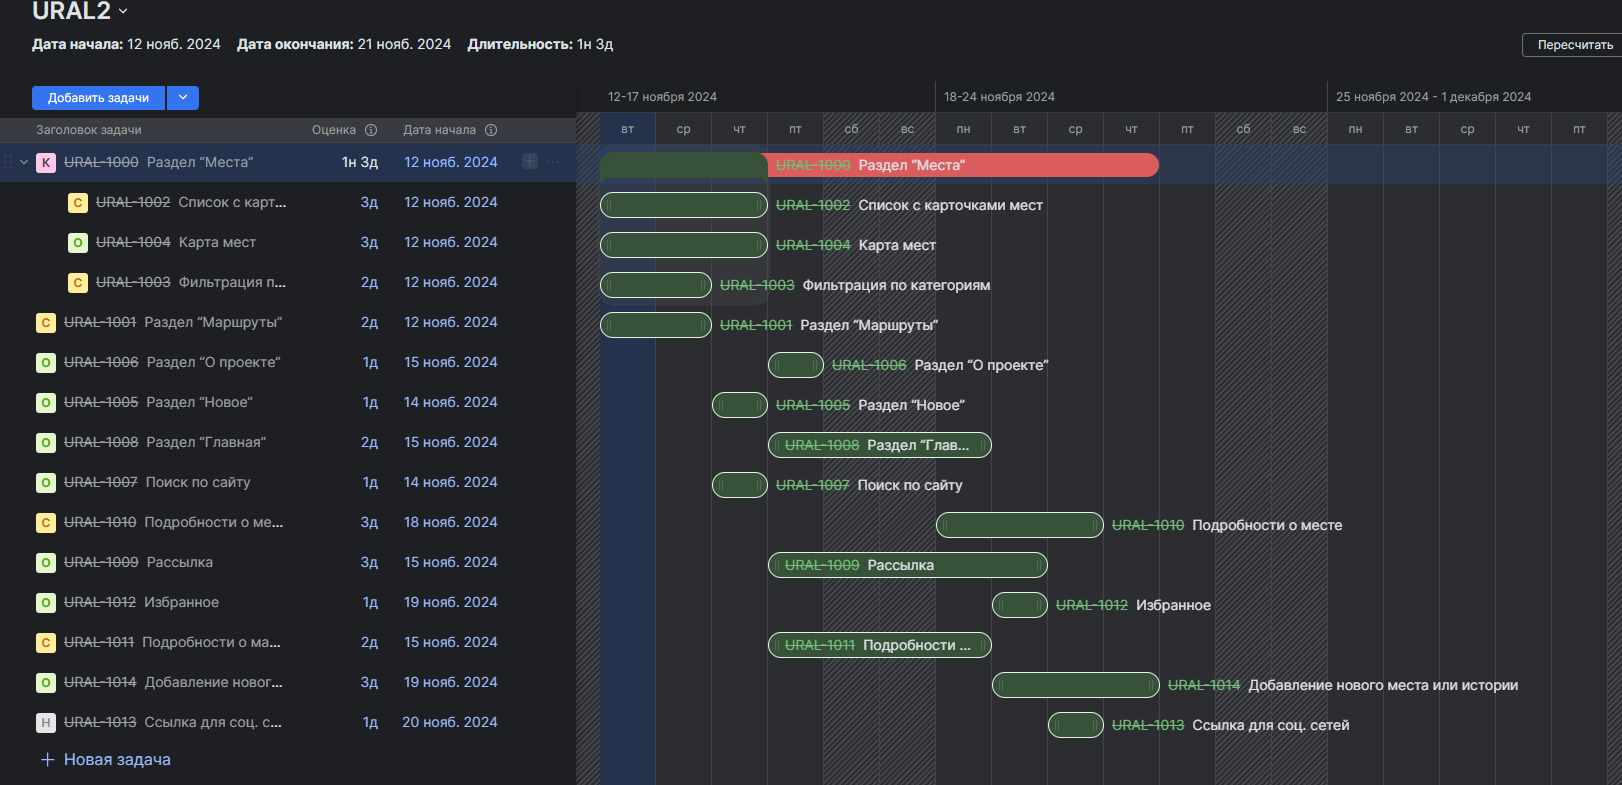 URAL2
Дата начала: 12 нояб. 2024 Дата окончания: 21 нояб. 2024 Длительность: 1н 3д
Пересчитать
Добавить задачи
12-17 ноября 2024 18-24 ноября 2024 25 ноября 2024 - 1 декабря 2024
Заголовок задачи Оценка Дата начала
вт ср чт пт сб вс пн вт ср чт пт сб вс пн вт ср чт пт
К URAL-1000 Раздел “Места” 1н 3д 12 нояб. 2024 URAL-1000 Раздел “Места”
С URAL-1002 Список с карт... 3д 12 нояб. 2024 URAL-1002 Список с карточками мест
О URAL-1004 Карта мест 3д 12 нояб. 2024 URAL-1004 Карта мест
С URAL-1003 Фильтрация п... 2д 12 нояб. 2024 URAL-1003 Фильтрация по категориям
С URAL-1001 Раздел “Маршруты” 2д 12 нояб. 2024 URAL-1001 Раздел “Маршруты”
О URAL-1006 Раздел “О проекте” 1д 15 нояб. 2024 URAL-1006 Раздел “О проекте”
О URAL-1005 Раздел “Новое” 1д 14 нояб. 2024 URAL-1005 Раздел “Новое”
О URAL-1008 Раздел “Главная” 2д 15 нояб. 2024 URAL-1008 Раздел “Глав...
О URAL-1007 Поиск по сайту 1д 14 нояб. 2024 URAL-1007 Поиск по сайту
С URAL-1010 Подробности о ме... 3д 18 нояб. 2024 URAL-1010 Подробности о месте
О URAL-1009 Рассылка 3д 15 нояб. 2024 URAL-1009 Рассылка
О URAL-1012 Избранное 1д 19 нояб. 2024 URAL-1012 Избранное
С URAL-1011 Подробности о ма... 2д 15 нояб. 2024 URAL-1011 Подробности ...
О URAL-1014 Добавление новог... 3д 19 нояб. 2024 URAL-1014 Добавление нового места или истории
Н URAL-1013 Ссылка для соц. с... 1д 20 нояб. 2024 URAL-1013 Ссылка для соц. сетей
+ Новая задача